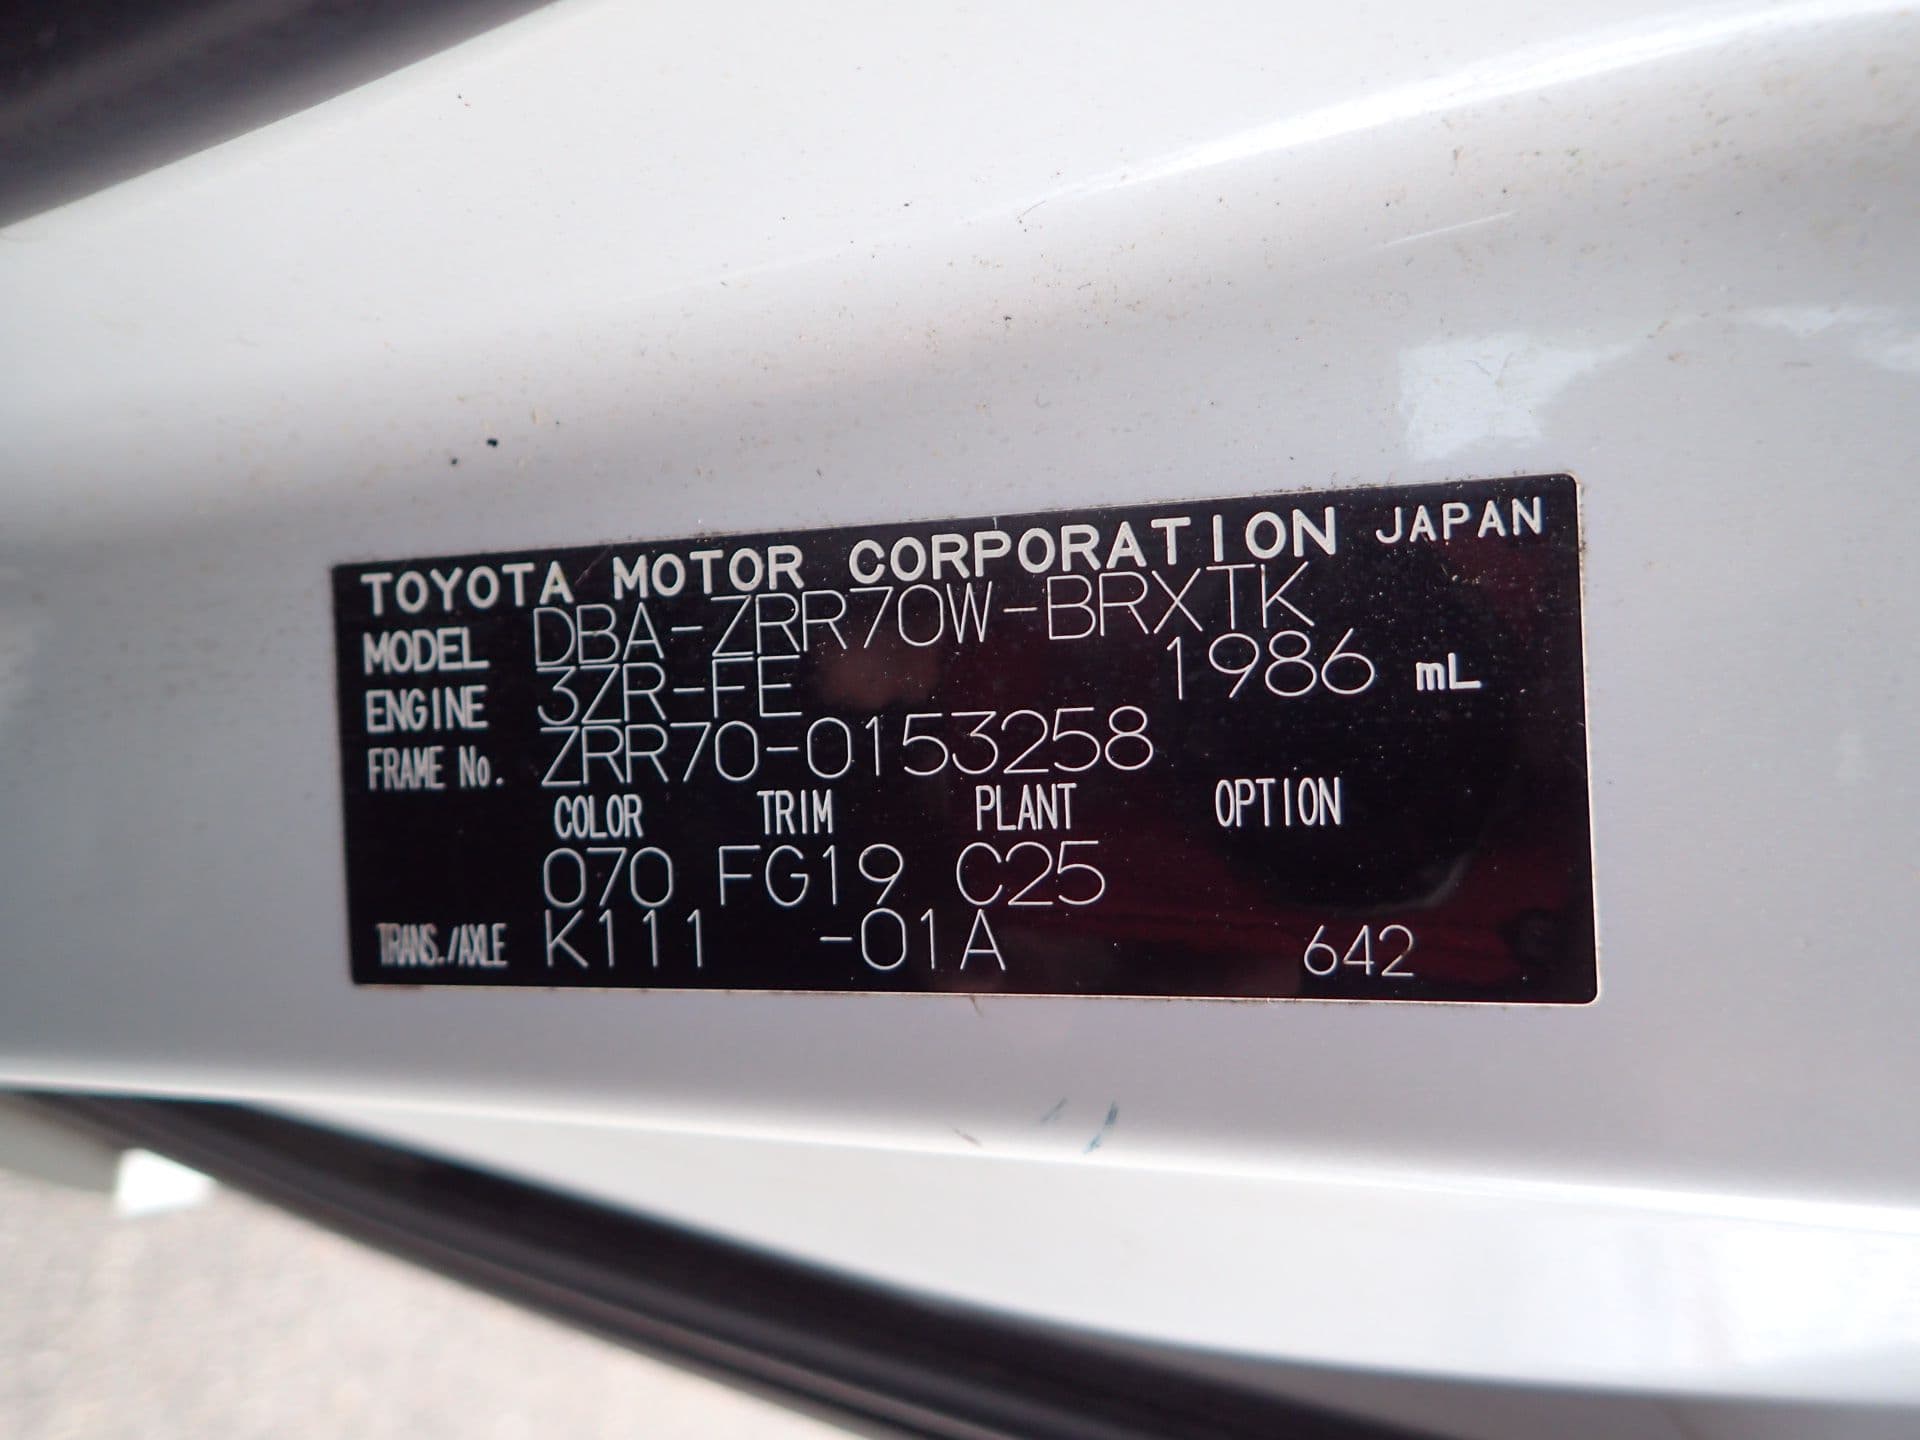 TOYOTA MOTOR CORPORATION JAPAN
MODEL DBA-ZRR70W-BRXTK
ENGINE 3ZR-FE 1986 mL
FRAME No. ZRR70-0153258
COLOR TRIM PLANT OPTION
070 FG19 C25
TRANS./AXLE K111 -01A 642